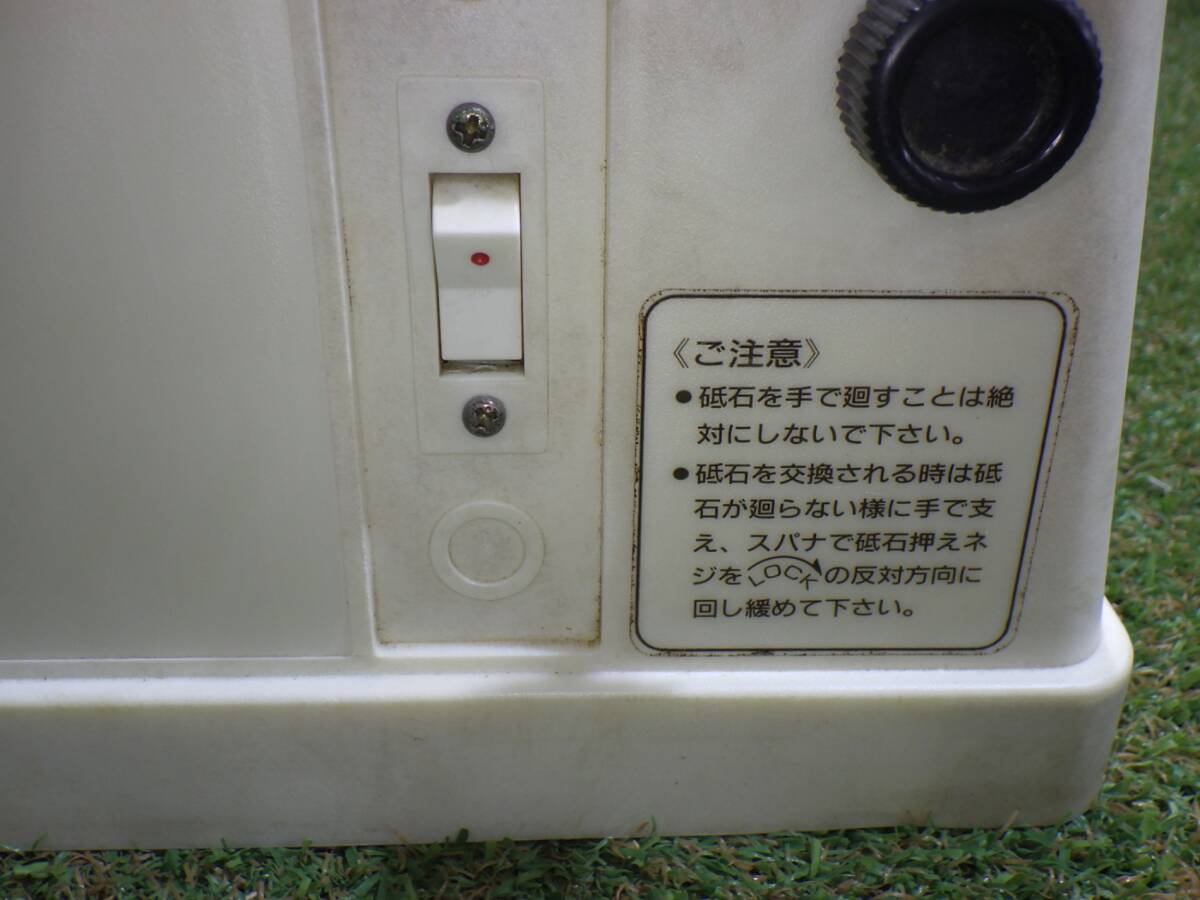 《ご注意》
●砥石を手で廻すことは絶
対にしないで下さい。
●砥石を交換される時は砥
石が廻らない様に手で支
え、スパナで砥石押えネ
ジをLOCKの反対方向に
回し緩めて下さい。